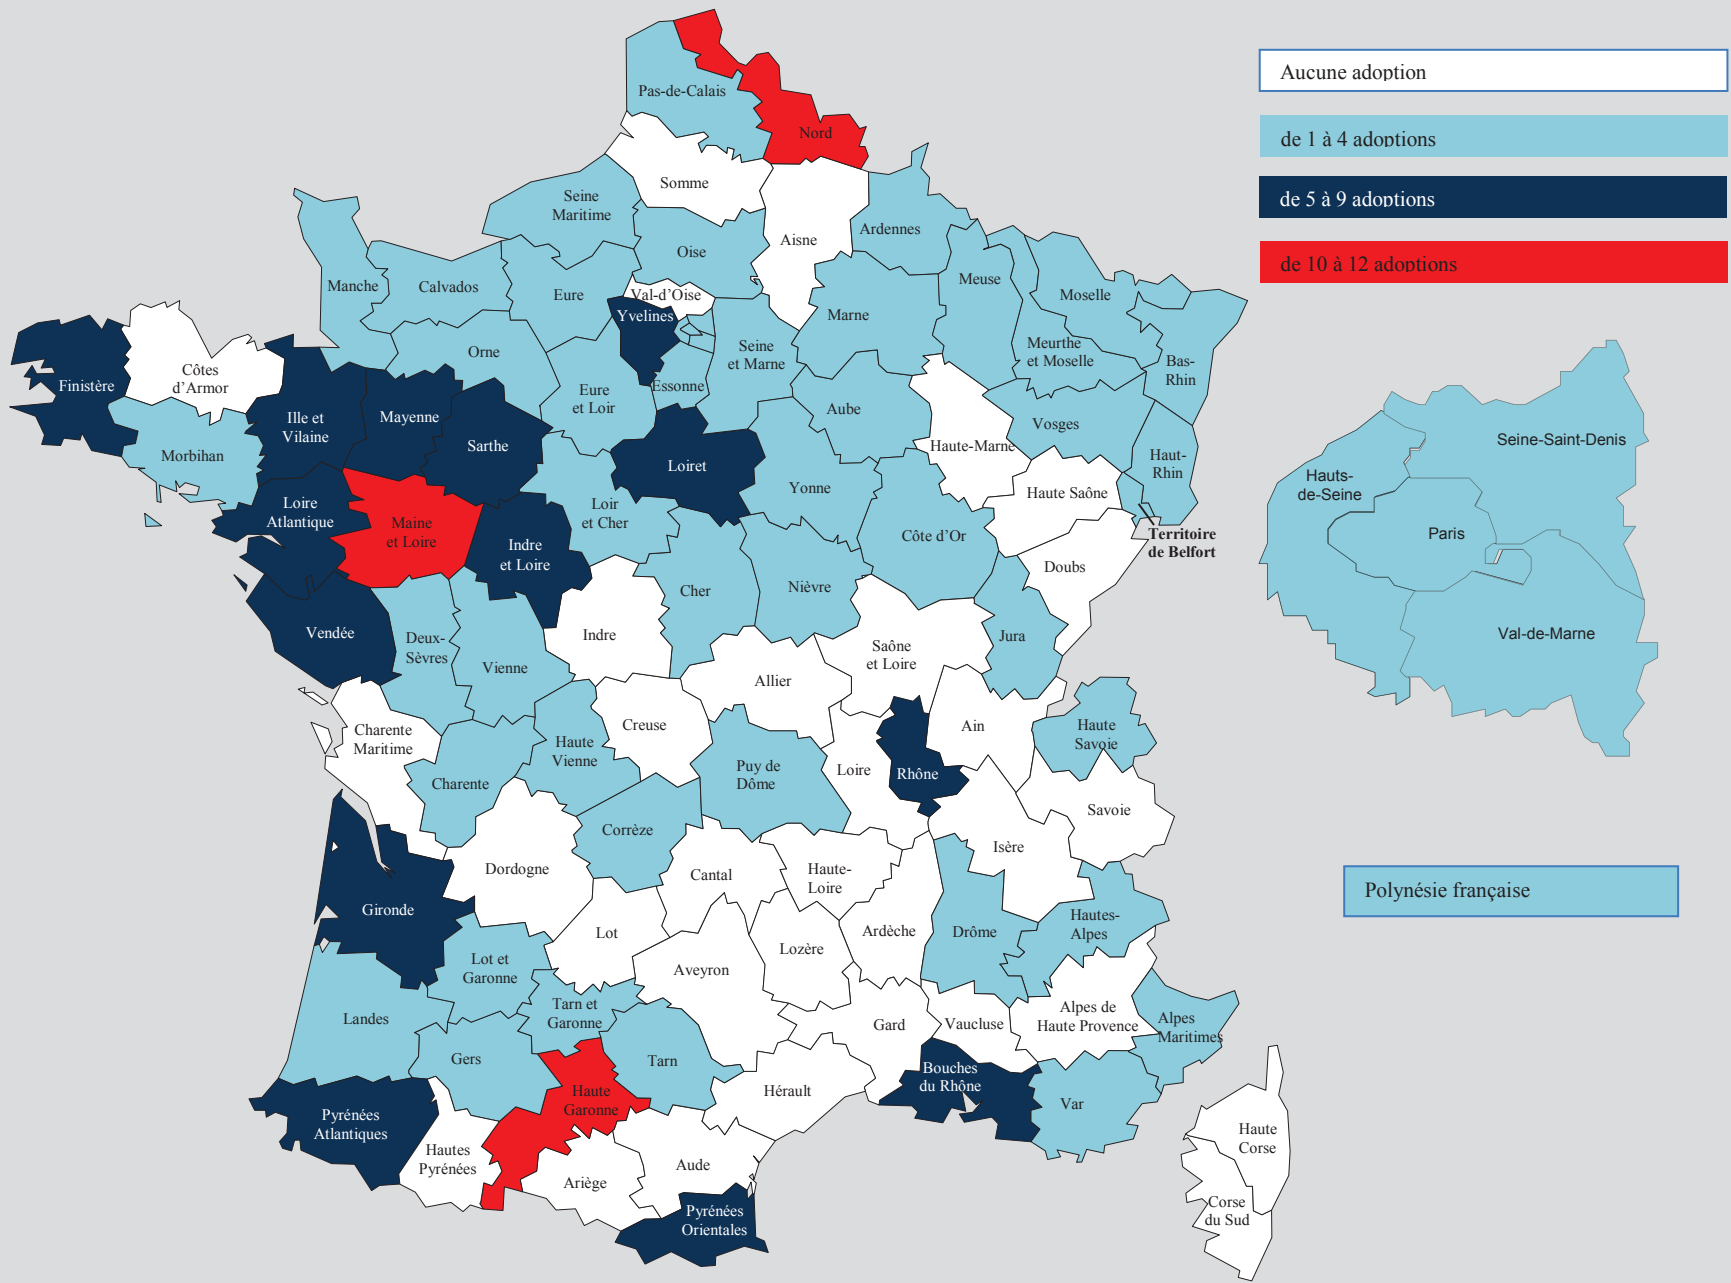 Aucune adoption
de 1 à 4 adoptions
de 5 à 9 adoptions
de 10 à 12 adoptions
Pas-de-Calais
Nord
Somme
Seine
Maritime
Oise
Aisne
Ardennes
Manche
Calvados
Eure
Val-d’Oise
Yvelines
Seine
et Marne
Marne
Meuse
Moselle
Meurthe
et Moselle
Bas-
Rhin
Orne
Finistère
Côtes
d’Armor
Morbihan
Ille et
Vilaine
Mayenne
Sarthe
Eure
et Loir
Essonne
Aube
Haute-Marne
Vosges
Haut-
Rhin
Loiret
Yonne
Haute Saône
Territoire
de Belfort
Loire
Atlantique
Maine
et Loire
Indre
et Loire
Loir
et Cher
Côte d’Or
Doubs
Cher
Nièvre
Jura
Vendée
Deux-
Sèvres
Vienne
Indre
Saône
et Loire
Allier
Charente
Maritime
Charente
Haute
Vienne
Creuse
Puy de
Dôme
Loire
Rhône
Ain
Haute
Savoie
Savoie
Isère
Corrèze
Dordogne
Cantal
Haute-
Loire
Gironde
Lot
Aveyron
Lozère
Ardèche
Drôme
Hautes-
Alpes
Lot et
Garonne
Tarn et
Garonne
Landes
Gers
Tarn
Gard
Vaucluse
Alpes de
Haute Provence
Alpes
Maritimes
Haute
Garonne
Hérault
Bouches
du Rhône
Var
Pyrénées
Atlantiques
Hautes
Pyrénées
Ariège
Aude
Pyrénées
Orientales
Haute
Corse
Corse
du Sud
Seine-Saint-Denis
Hauts-
de-Seine
Paris
Val-de-Marne
Polynésie française